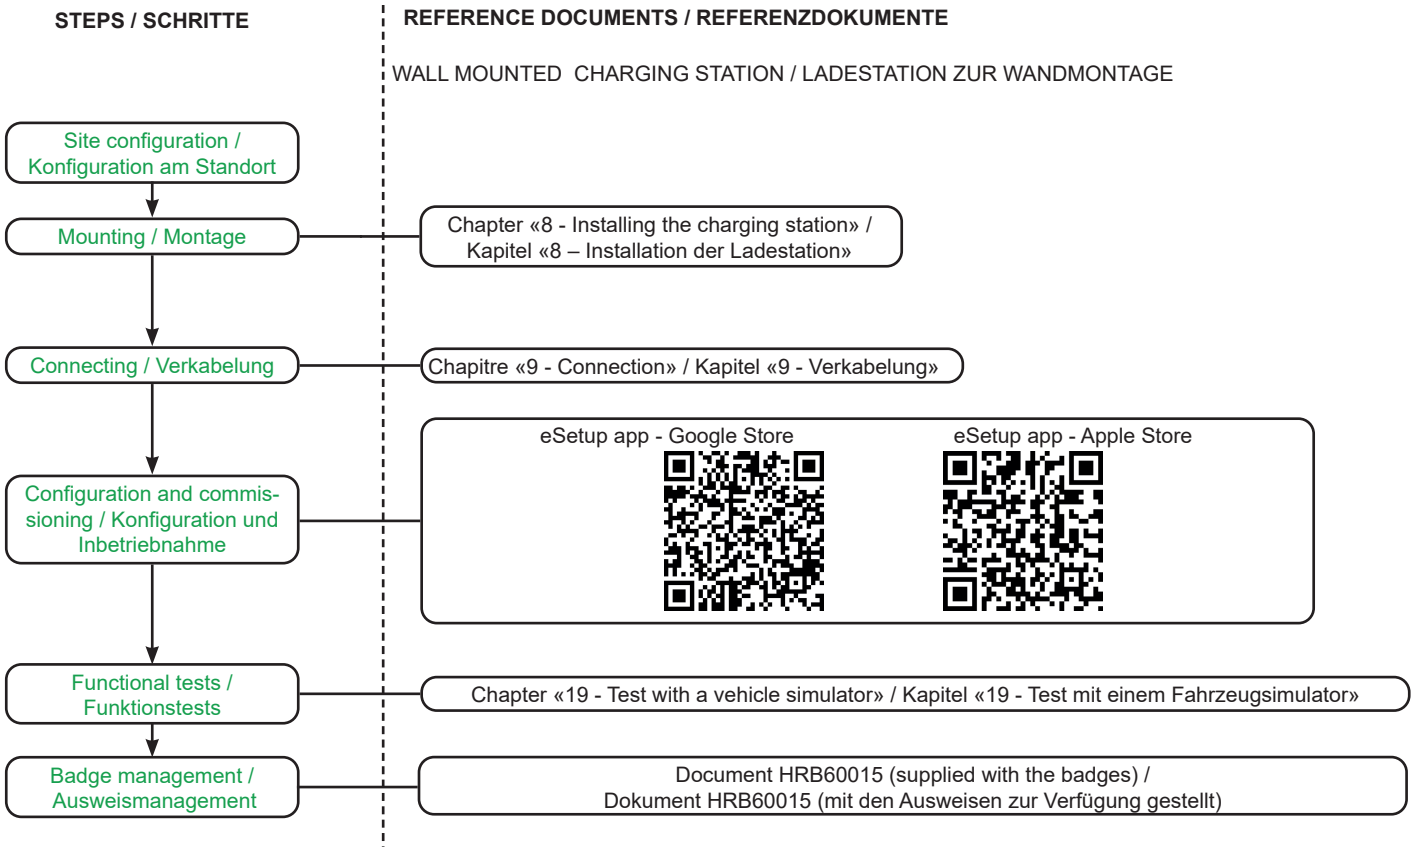 STEPS / SCHRITTE
REFERENCE DOCUMENTS / REFERENZDOKUMENTE
WALL MOUNTED  CHARGING STATION / LADESTATION ZUR WANDMONTAGE
Site configuration /
Konfiguration am Standort
Mounting / Montage
Chapter «8 - Installing the charging station» /
Kapitel «8 – Installation der Ladestation»
Connecting / Verkabelung
Chapitre «9 - Connection» / Kapitel «9 - Verkabelung»
eSetup app - Google Store
eSetup app - Apple Store
Configuration and commis-
sioning / Konfiguration und
Inbetriebnahme
Functional tests /
Funktionstests
Chapter «19 - Test with a vehicle simulator» / Kapitel «19 - Test mit einem Fahrzeugsimulator»
Badge management /
Ausweismanagement
Document HRB60015 (supplied with the badges) /
Dokument HRB60015 (mit den Ausweisen zur Verfügung gestellt)